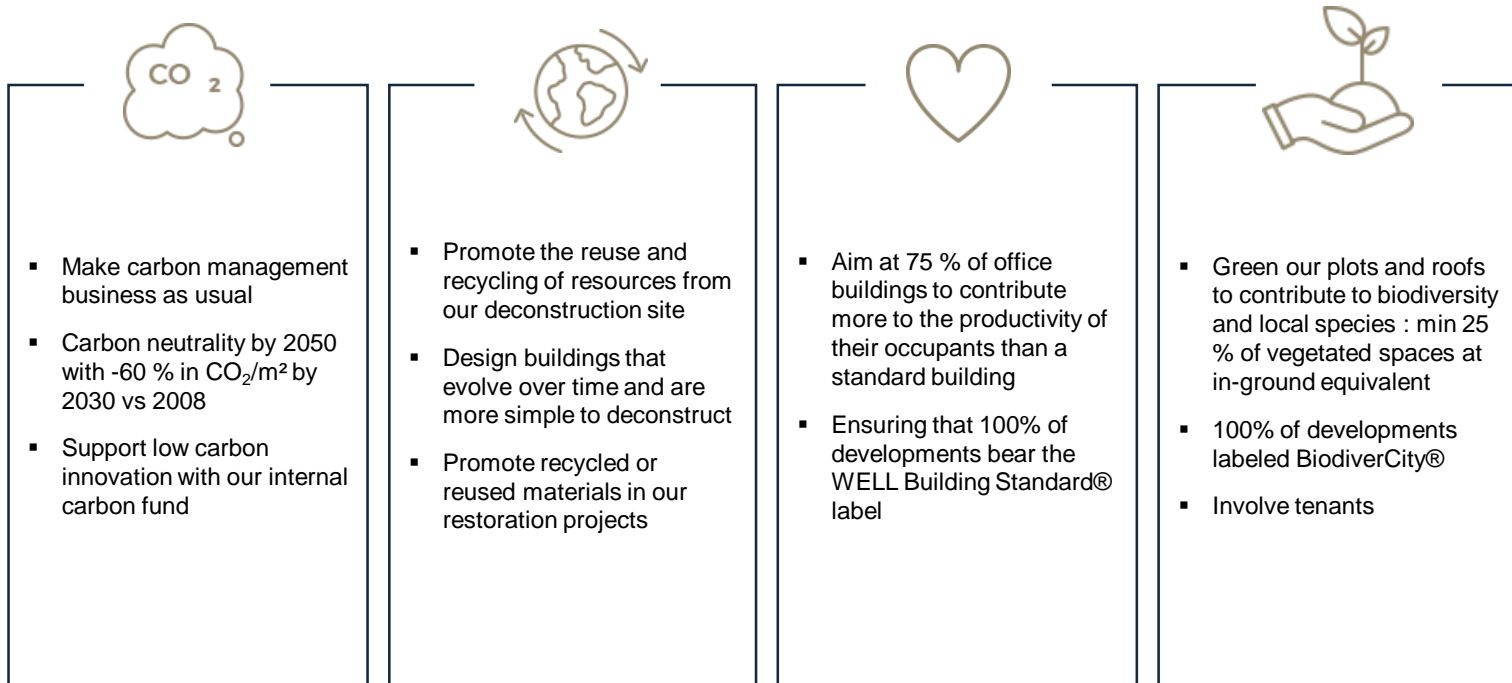 CO 2
▪ Make carbon management
business as usual
▪ Carbon neutrality by 2050
with -60 % in CO₂/m² by
2030 vs 2008
▪ Support low carbon
innovation with our internal
carbon fund
▪ Promote the reuse and
recycling of resources from
our deconstruction site
▪ Design buildings that
evolve over time and are
more simple to deconstruct
▪ Promote recycled or
reused materials in our
restoration projects
▪ Aim at 75 % of office
buildings to contribute
more to the productivity of
their occupants than a
standard building
▪ Ensuring that 100% of
developments bear the
WELL Building Standard®
label
▪ Green our plots and roofs
to contribute to biodiversity
and local species : min 25
% of vegetated spaces at
in-ground equivalent
▪ 100% of developments
labeled BiodiverCity®
▪ Involve tenants